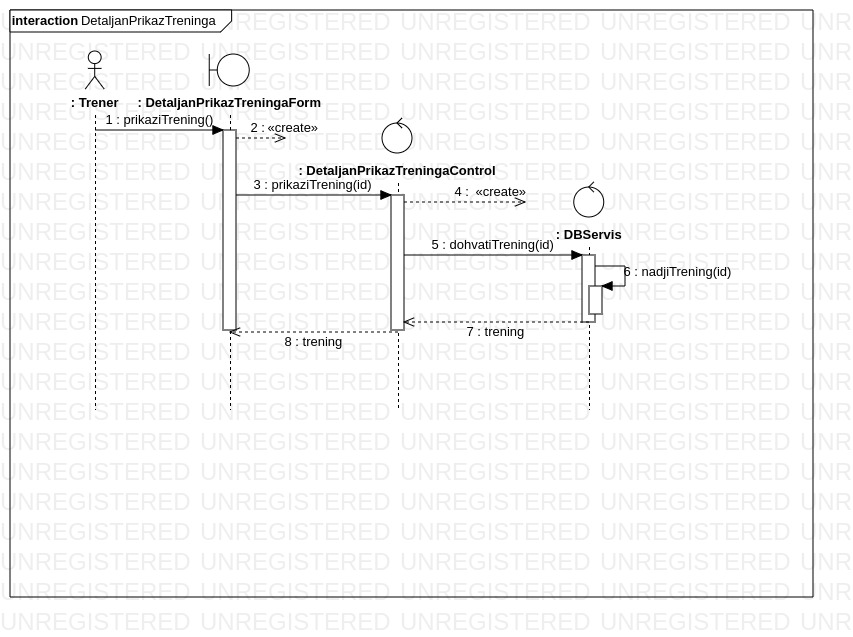 interaction DetaljanPrikazTreninga
: Trener
: DetaljanPrikazTreningaForm
1 : prikaziTrening()
2 : «create»
: DetaljanPrikazTreningaControl
3 : prikaziTrening(id)
4 : «create»
: DBServis
5 : dohvatiTrening(id)
6 : nadjiTrening(id)
7 : trening
8 : trening
UNREGISTERED UNREGISTERED UNREGISTERED UNREGISTERED UNR